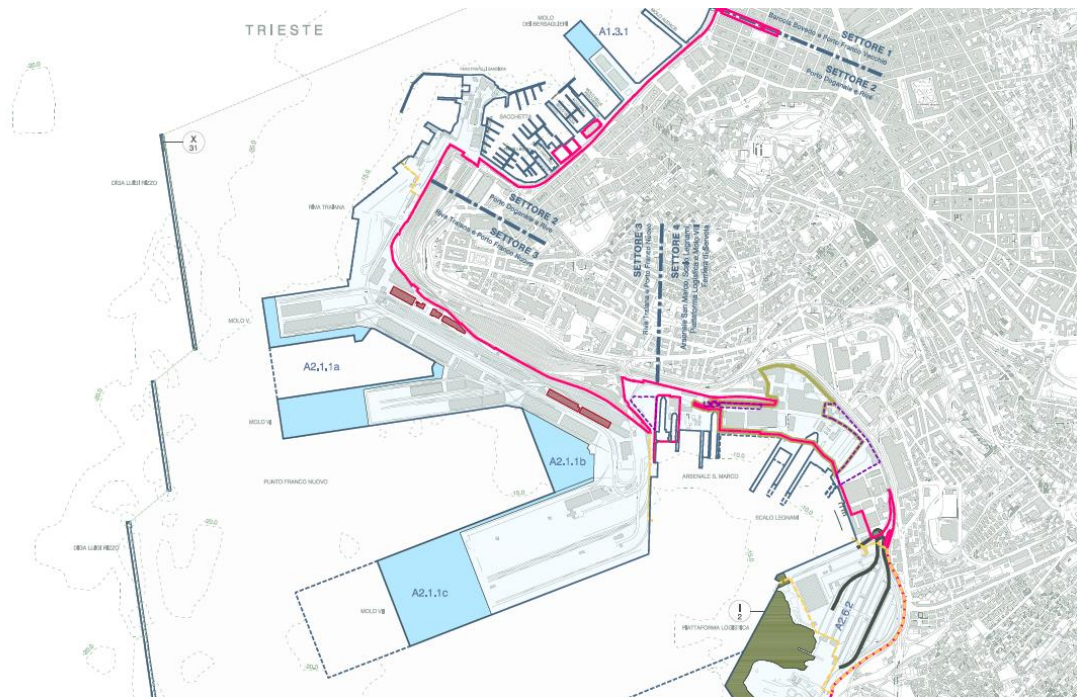 TRIESTE
MOLO
DEI BERSAGLIERI
A1.3.1
SETTORE 1
Barcola Bovedo e Porto Franco Vecchio
SETTORE 2
Porto Doganale e Rive
SACCHETTA
X
31
DIGA LUIGI RIZZO
RIVA TRAIANA
SETTORE 2
Porto Doganale e Rive
SETTORE 3
Riva Traiana e Porto Franco Nuovo
SETTORE 3
Riva Traiana e Porto Franco Nuovo
SETTORE 4
Arsenale San Marco, Scalo Legnami,
Piattaforma Logistica e Molo VIII
Ferriera di Servola
MOLO V
A2.1.1a
A2.1.1b
PUNTO FRANCO NUOVO
ARSENALE S. MARCO
SCALO LEGNAMI
DIGA LUIGI RIZZO
A2.1.1c
I
2
PIATTAFORMA LOGISTICA
A2.6.2